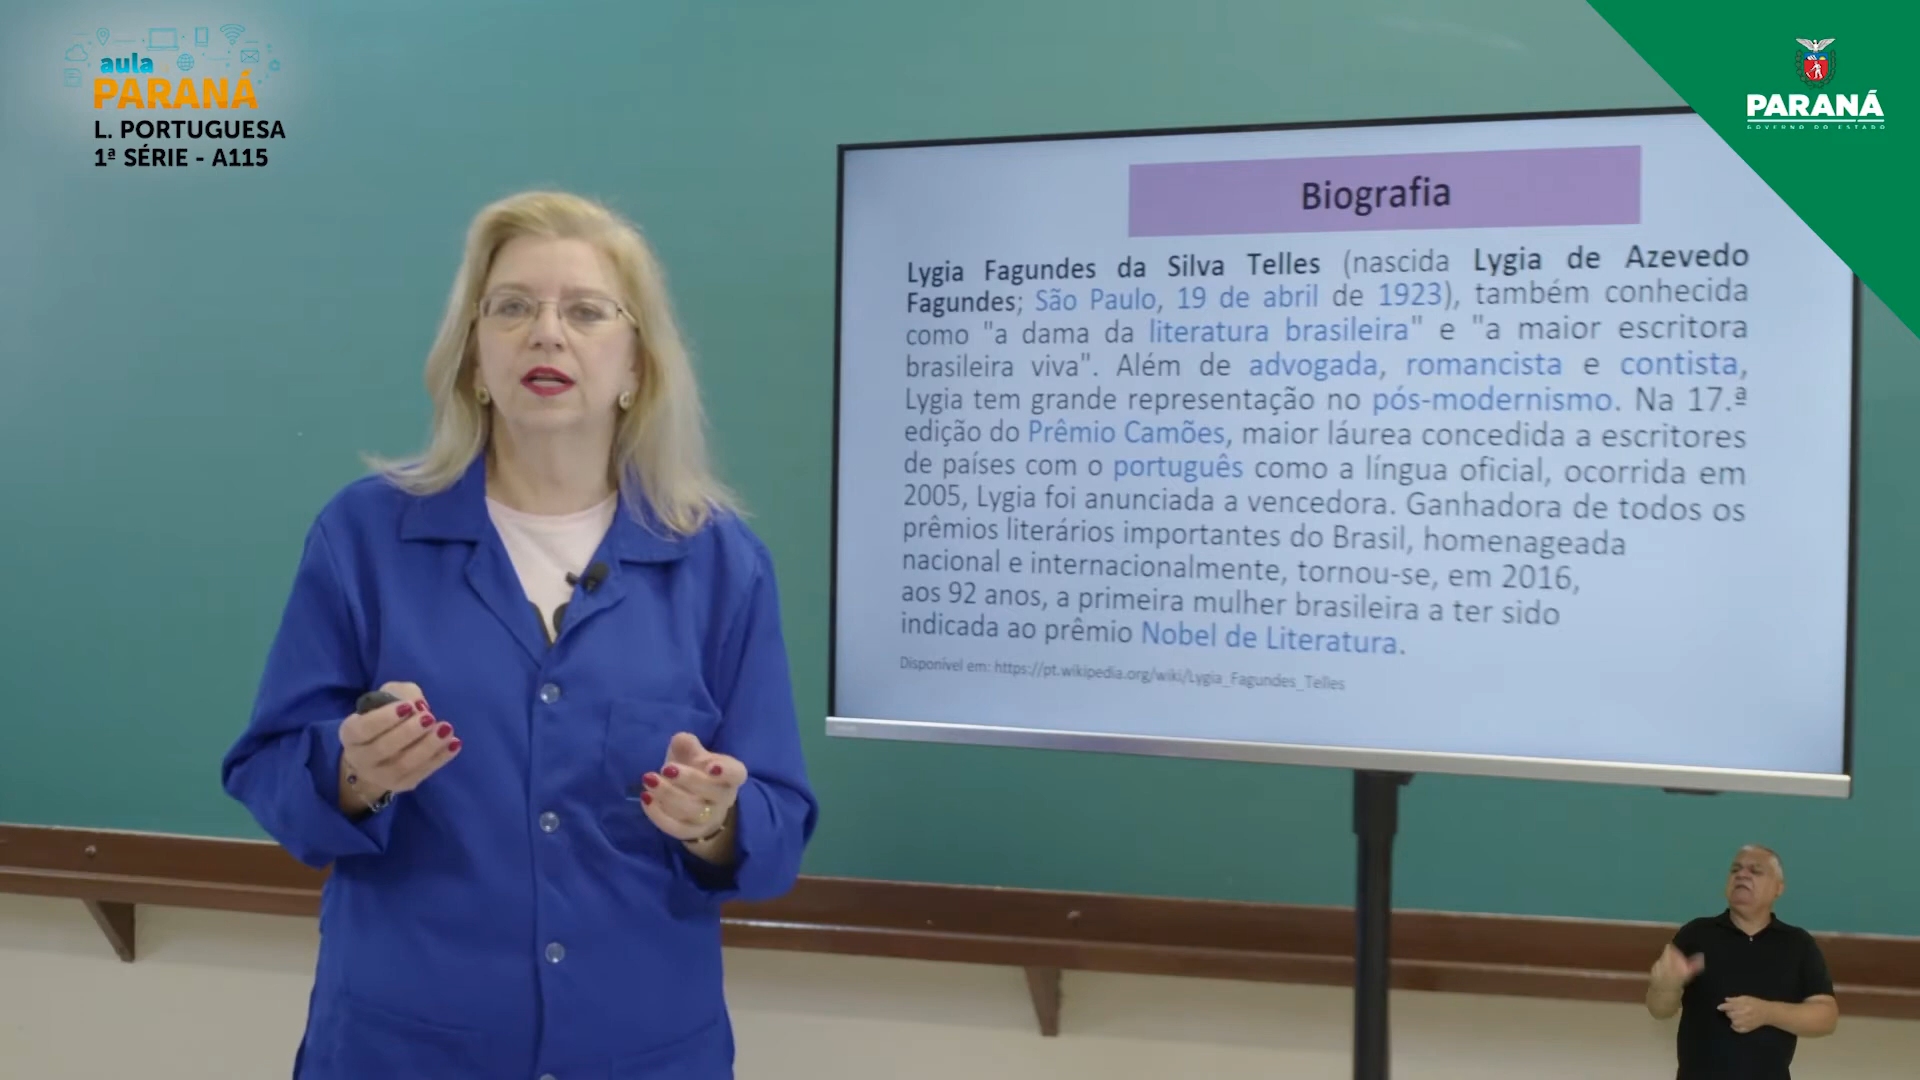 aula
PARANÁ
L. PORTUGUESA
1ª SÉRIE - A115
PARANÁ
GOVERNO DO ESTADO
Biografia
Lygia Fagundes da Silva Telles (nascida Lygia de Azevedo
Fagundes; São Paulo, 19 de abril de 1923), também conhecida
como "a dama da literatura brasileira" e "a maior escritora
brasileira viva". Além de advogada, romancista e contista,
Lygia tem grande representação no pós-modernismo. Na 17.ª
edição do Prêmio Camões, maior láurea concedida a escritores
de países com o português como a língua oficial, ocorrida em
2005, Lygia foi anunciada a vencedora. Ganhadora de todos os
prêmios literários importantes do Brasil, homenageada
nacional e internacionalmente, tornou-se, em 2016,
aos 92 anos, a primeira mulher brasileira a ter sido
indicada ao prêmio Nobel de Literatura.
Disponível em: https://pt.wikipedia.org/wiki/Lygia_Fagundes_Telles